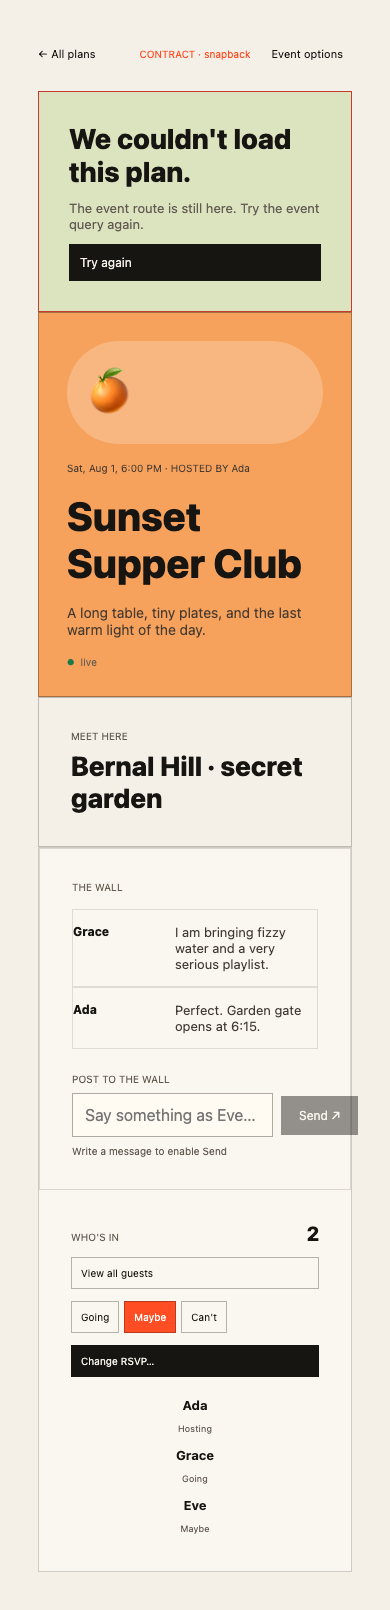 ← All plans
CONTRACT · snapback
Event options
We couldn't load
this plan.
The event route is still here. Try the event
query again.
Try again
Sat, Aug 1, 6:00 PM · HOSTED BY Ada
Sunset
Supper Club
A long table, tiny plates, and the last
warm light of the day.
live
MEET HERE
Bernal Hill · secret
garden
THE WALL
Grace
I am bringing fizzy
water and a very
serious playlist.
Ada
Perfect. Garden gate
opens at 6:15.
POST TO THE WALL
Say something as Eve...
Send ↗
Write a message to enable Send
WHO'S IN
2
View all guests
Going
Maybe
Can't
Change RSVP...
Ada
Hosting
Grace
Going
Eve
Maybe